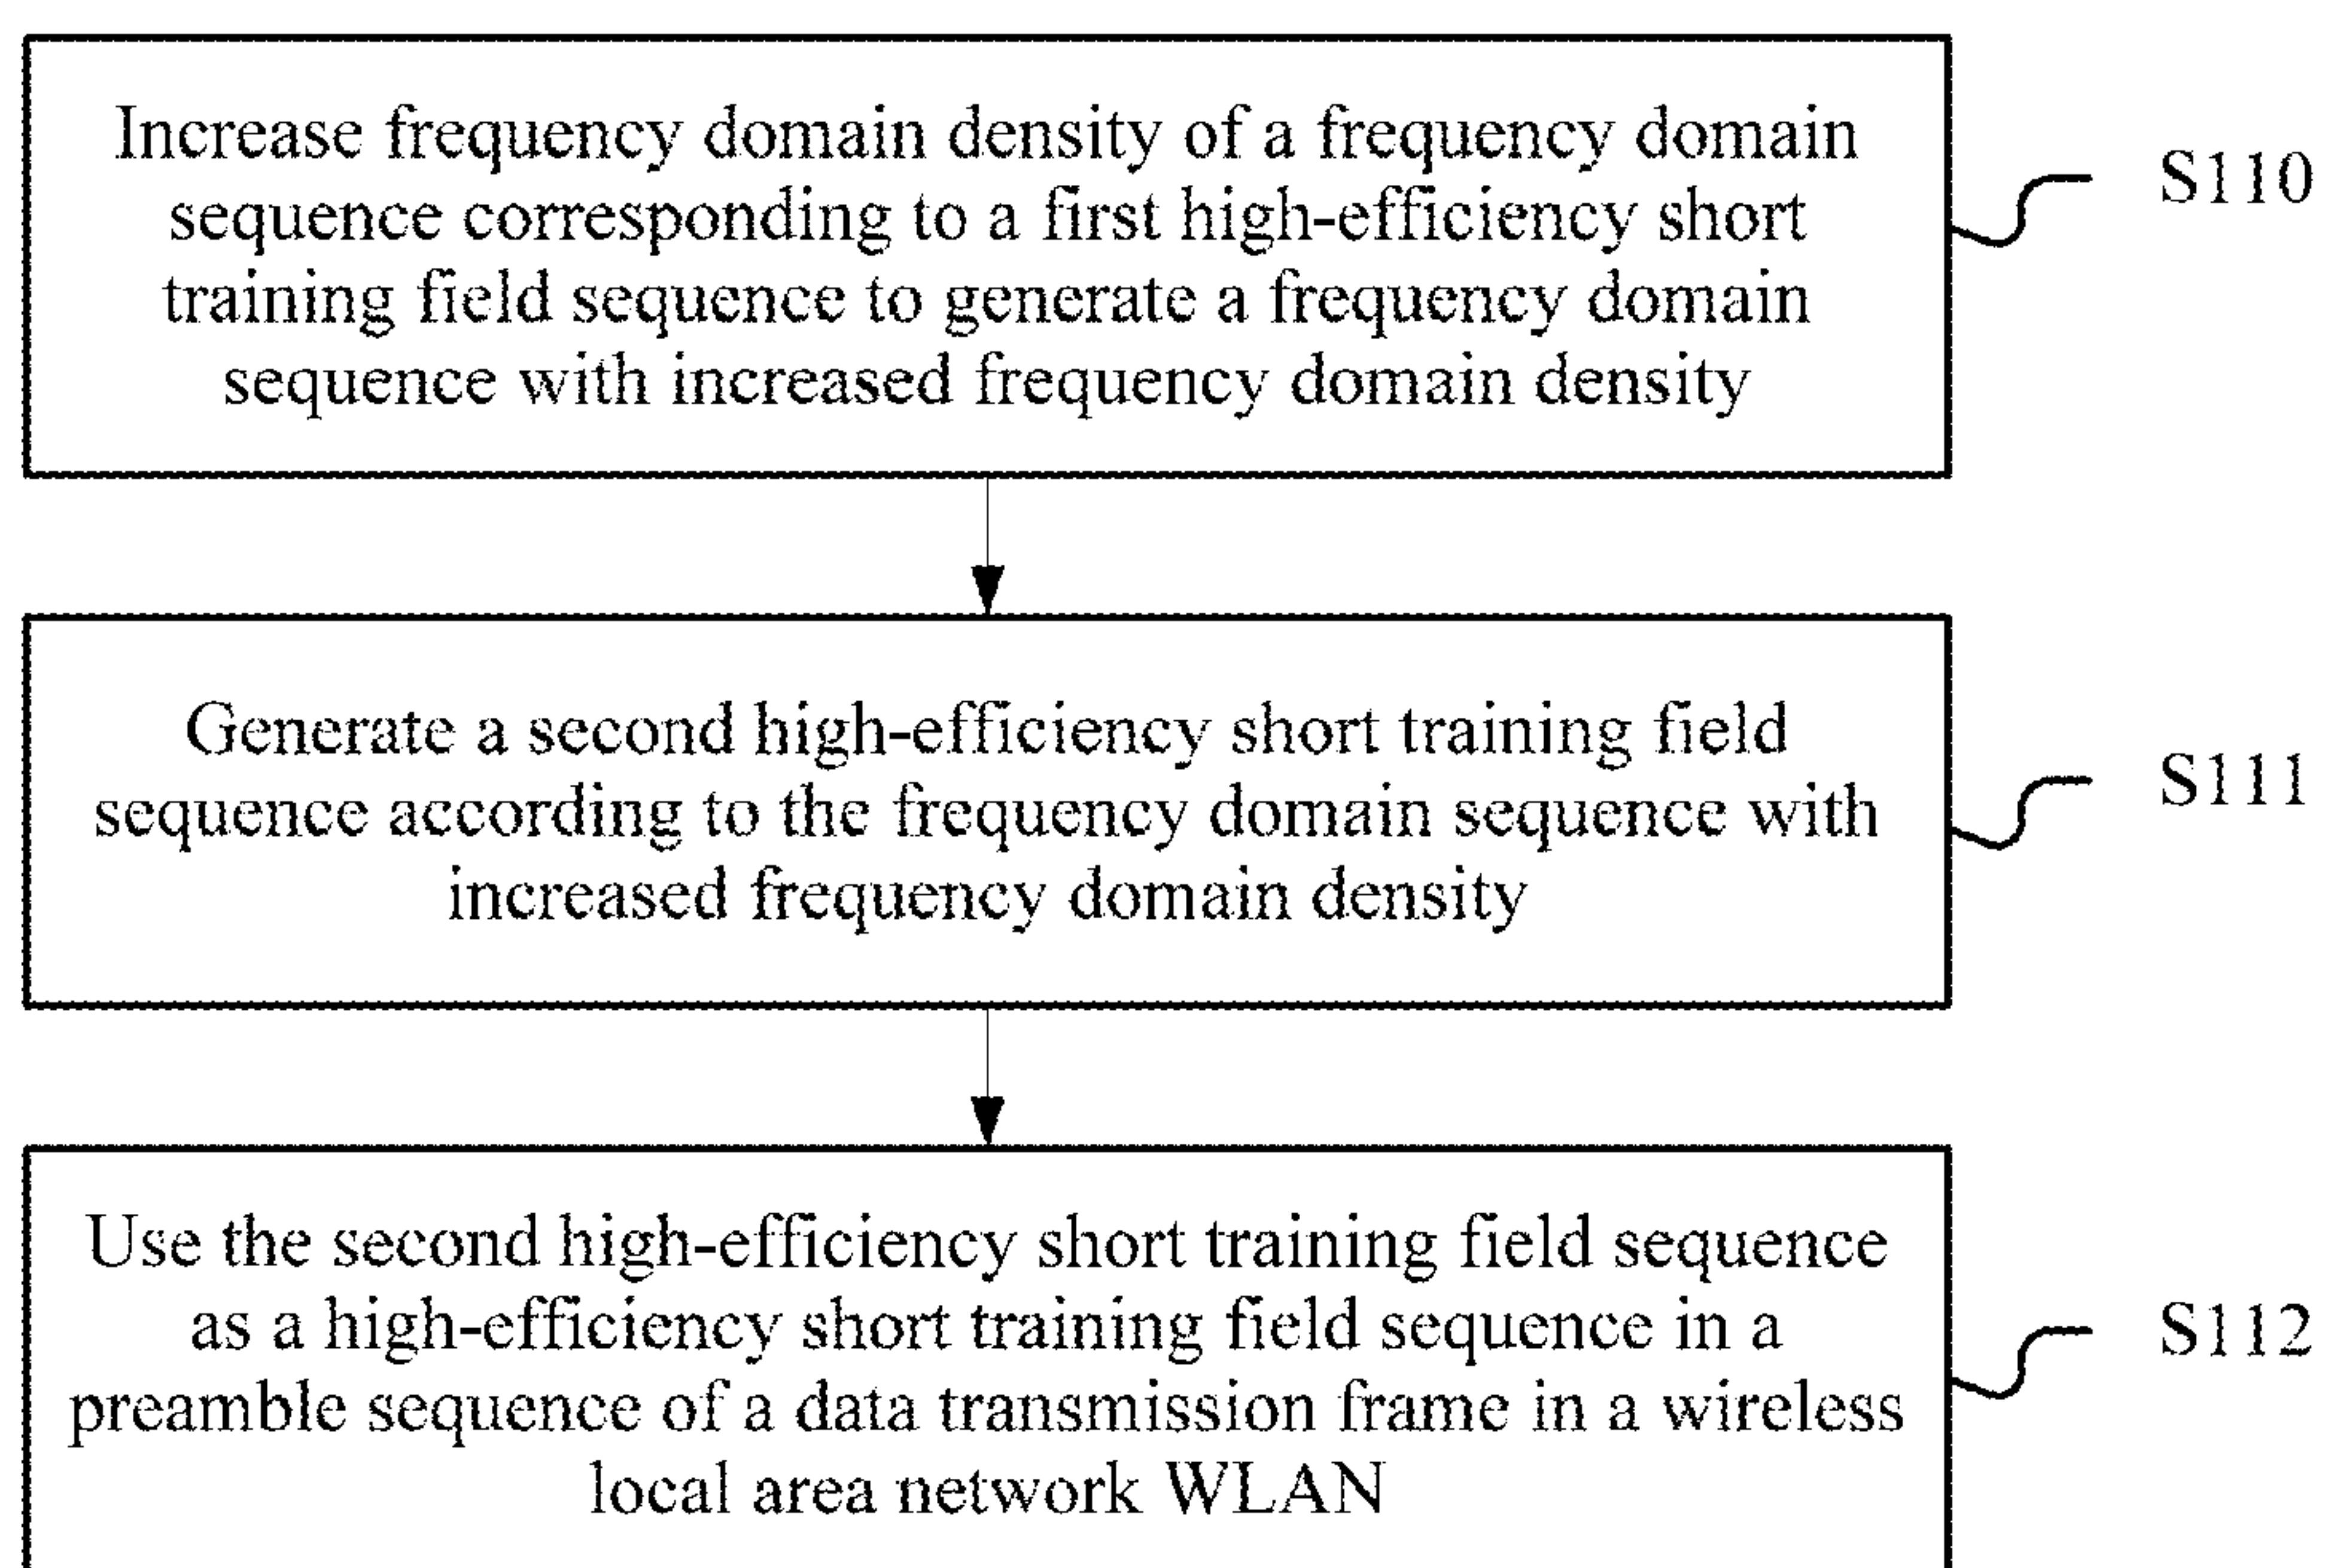 Increase frequency domain density of a frequency domain
sequence corresponding to a first high-efficiency short
training field sequence to generate a frequency domain
sequence with increased frequency domain density
S110
Generate a second high-efficiency short training field
sequence according to the frequency domain sequence with
increased frequency domain density
S111
Use the second high-efficiency short training field sequence
as a high-efficiency short training field sequence in a
preamble sequence of a data transmission frame in a wireless
local area network WLAN
S112